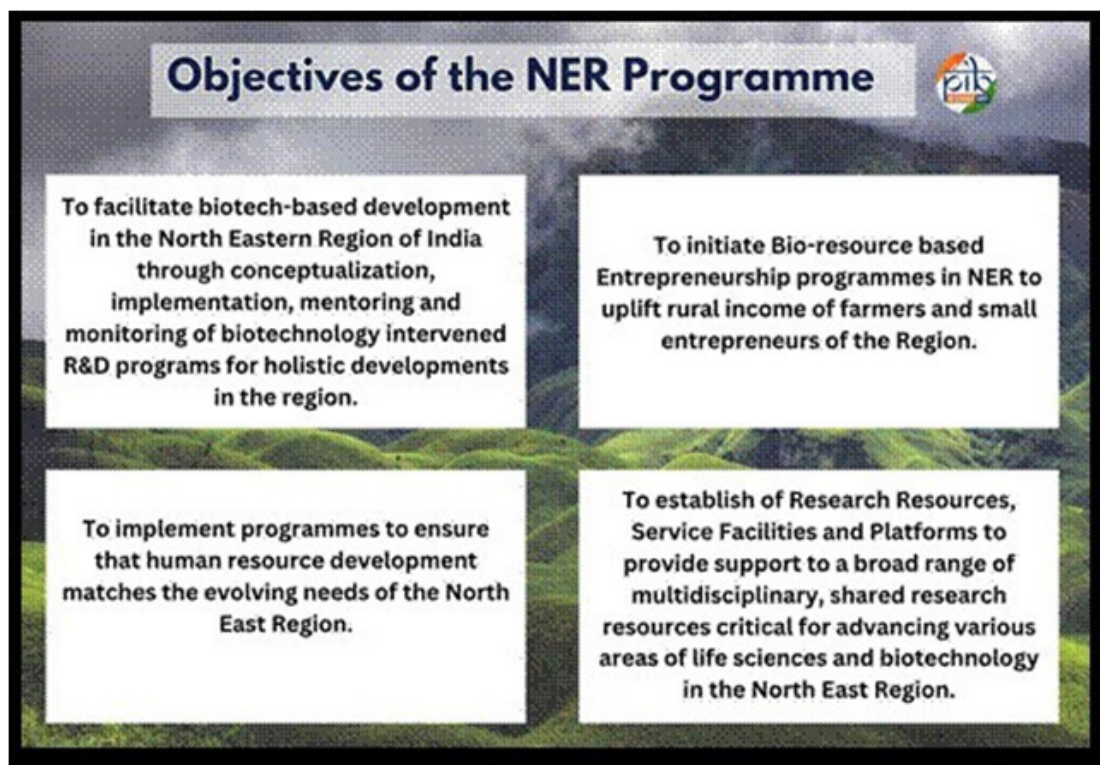 Objectives of the NER Programme
pib
To facilitate biotech-based development
in the North Eastern Region of India
through conceptualization,
implementation, mentoring and
monitoring of biotechnology intervened
R&D programs for holistic developments
in the region.
To initiate Bio-resource based
Entrepreneurship programmes in NER to
uplift rural income of farmers and small
entrepreneurs of the Region.
To implement programmes to ensure
that human resource development
matches the evolving needs of the North
East Region.
To establish of Research Resources,
Service Facilities and Platforms to
provide support to a broad range of
multidisciplinary, shared research
resources critical for advancing various
areas of life sciences and biotechnology
in the North East Region.